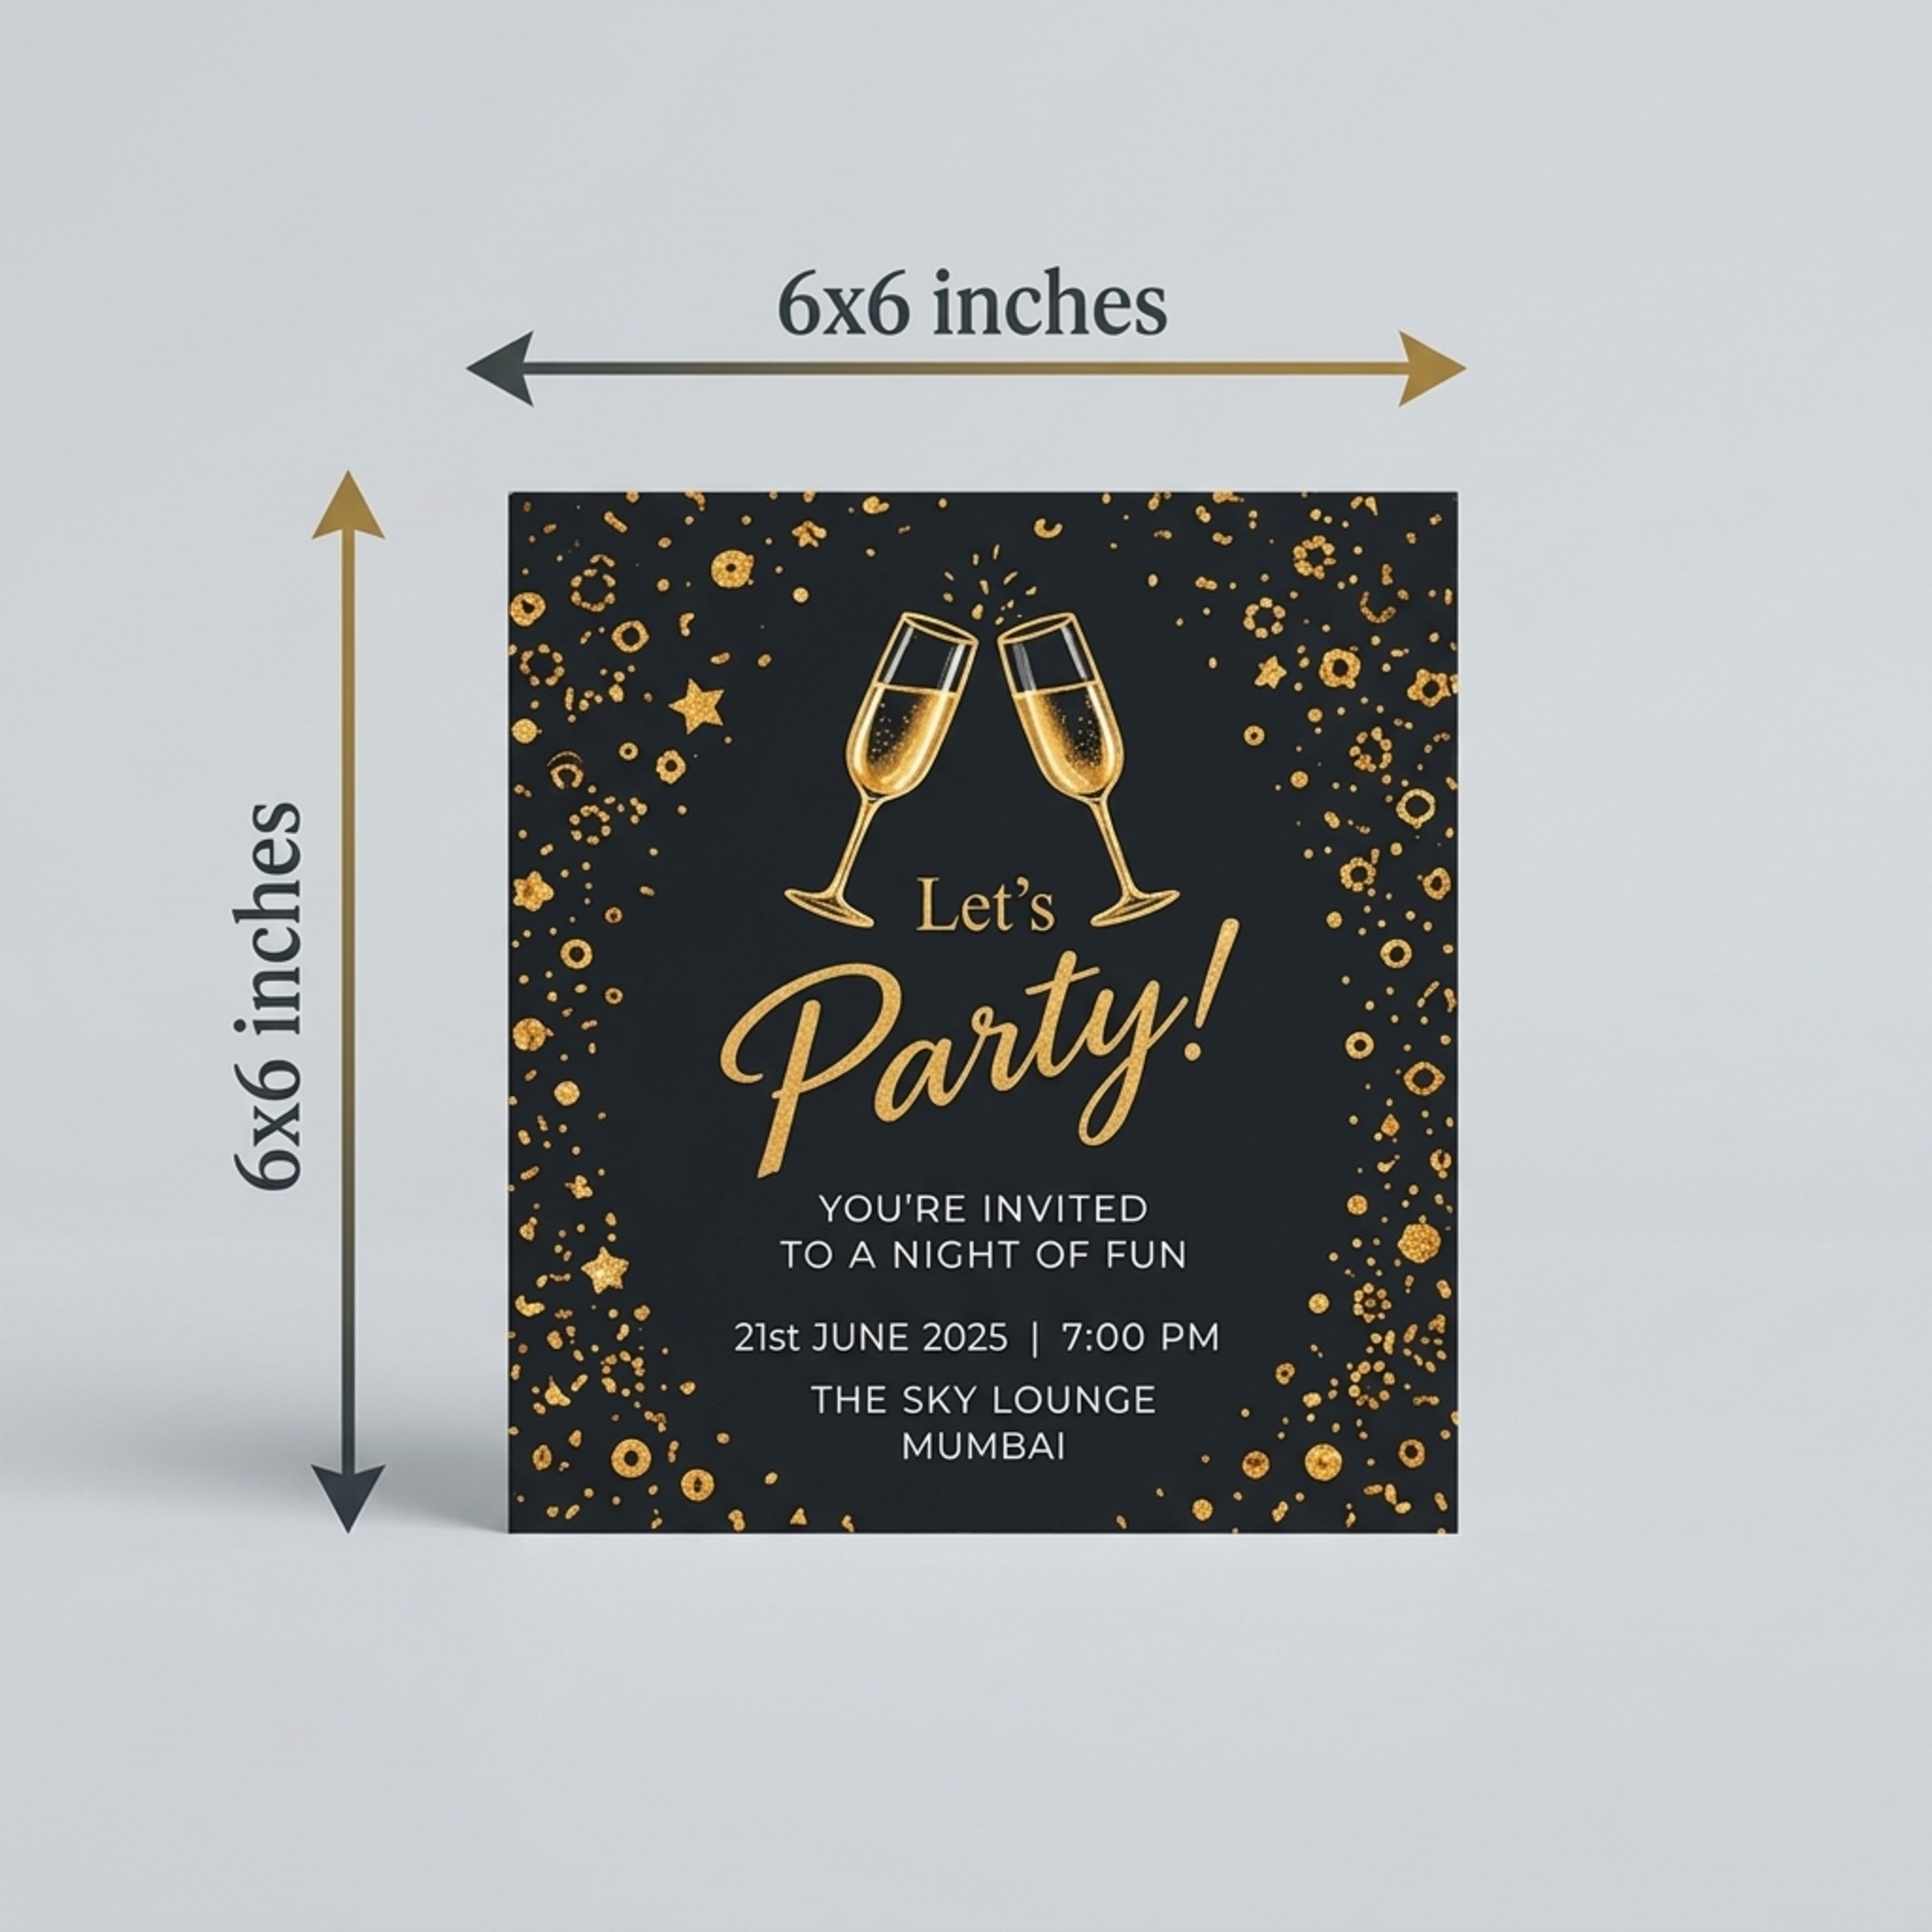 6x6 inches
6x6 inches
Let's
Party!
YOU'RE INVITED
TO A NIGHT OF FUN
21st JUNE 2025 | 7:00 PM
THE SKY LOUNGE
MUMBAI